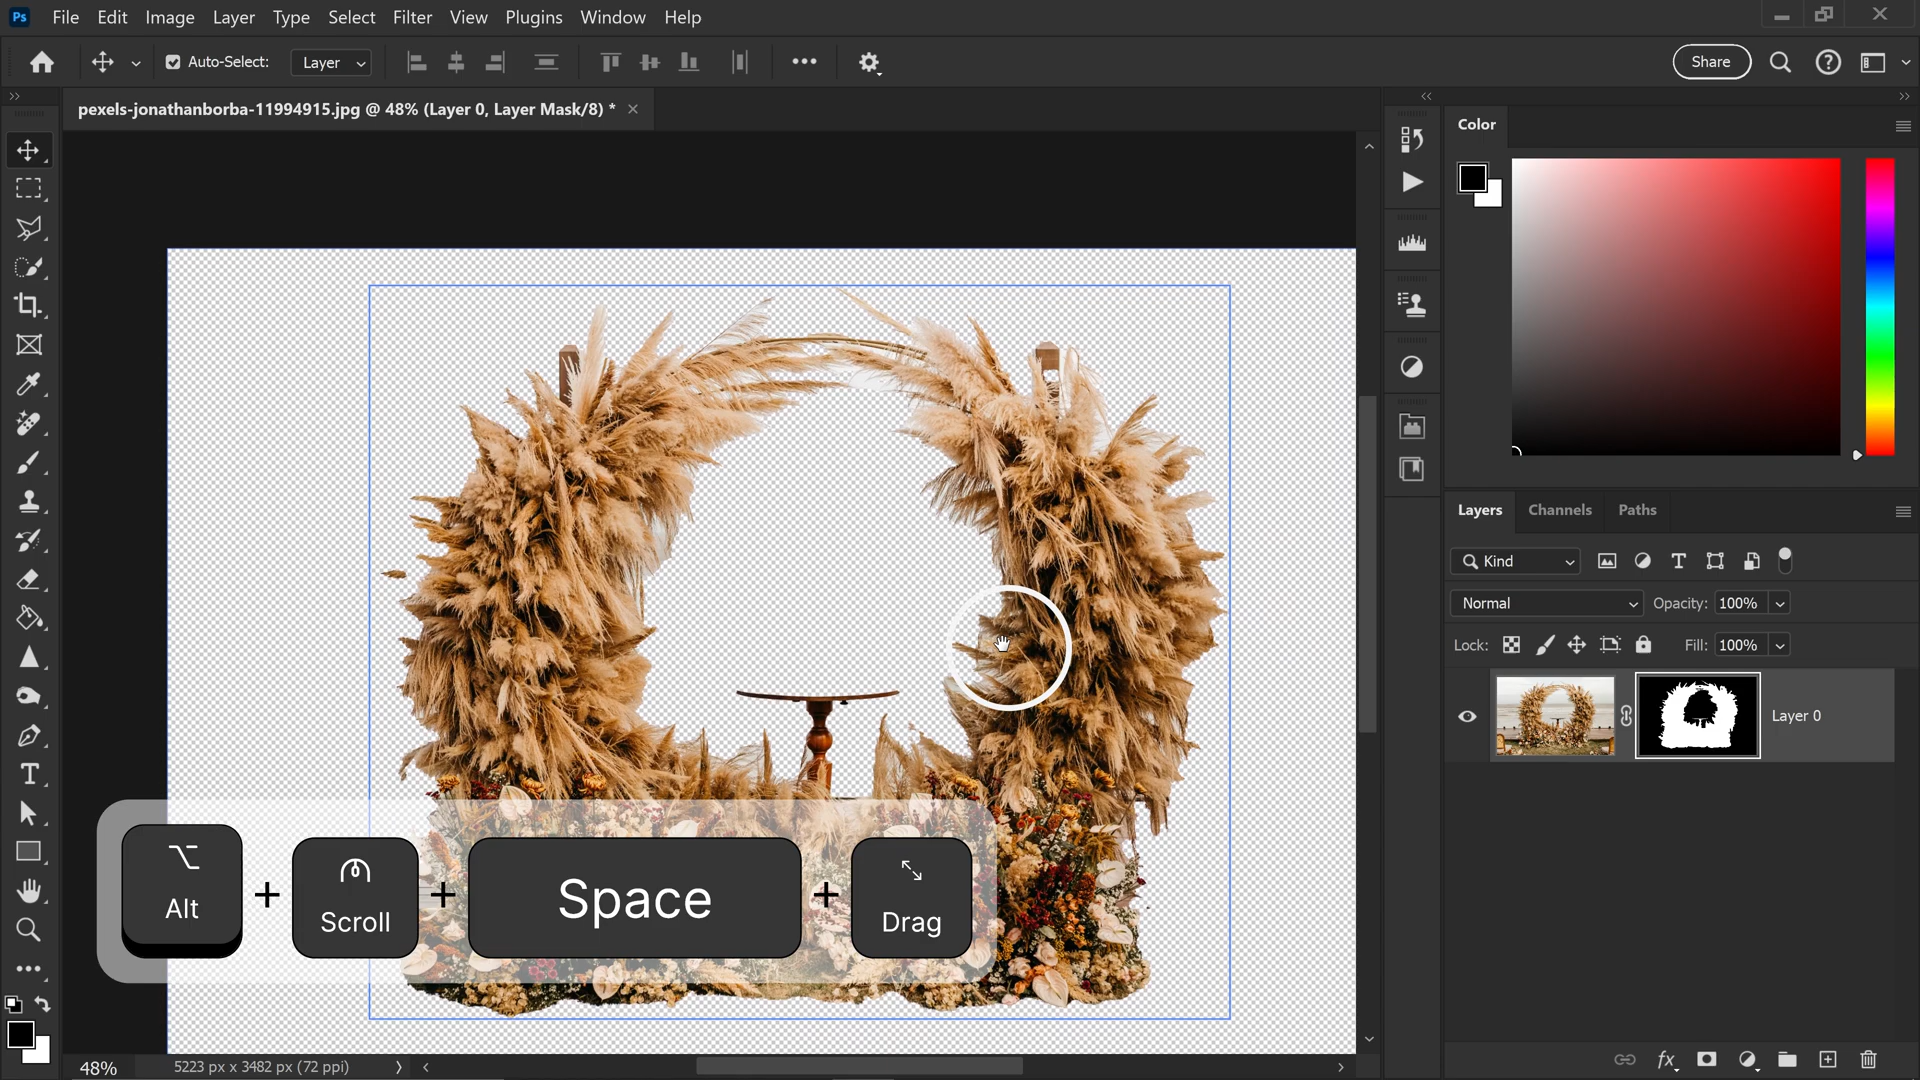 Ps File Edit Image Layer Type Select Filter View Plugins Window Help
Auto-Select: Layer Share
pexels-jonathanborba-11994915.jpg @ 48% (Layer 0, Layer Mask/8) *
Color
Layers Channels Paths
Kind
Normal Opacity: 100%
Lock: Fill: 100%
Layer 0
Alt + Scroll + Space + Drag
48% 5223 px x 3482 px (72 ppi)